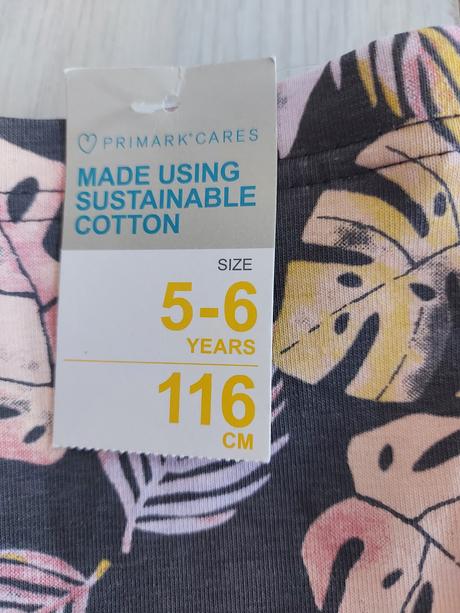 PRIMARK® CARES
MADE USING
SUSTAINABLE
COTTON
SIZE
5-6
YEARS
116
CM